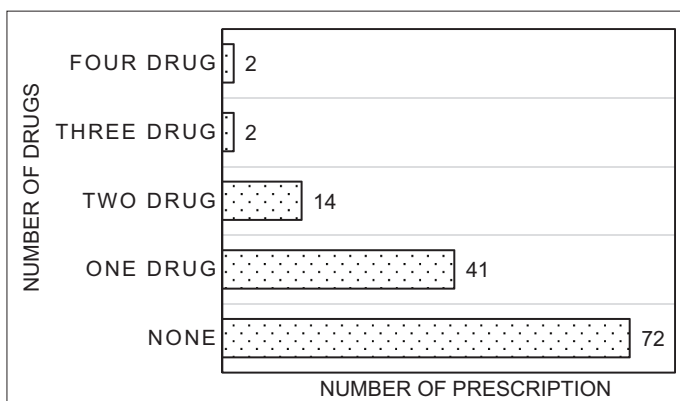 NUMBER OF DRUGS
FOUR DRUG 2
THREE DRUG 2
TWO DRUG 14
ONE DRUG 41
NONE 72
NUMBER OF PRESCRIPTION